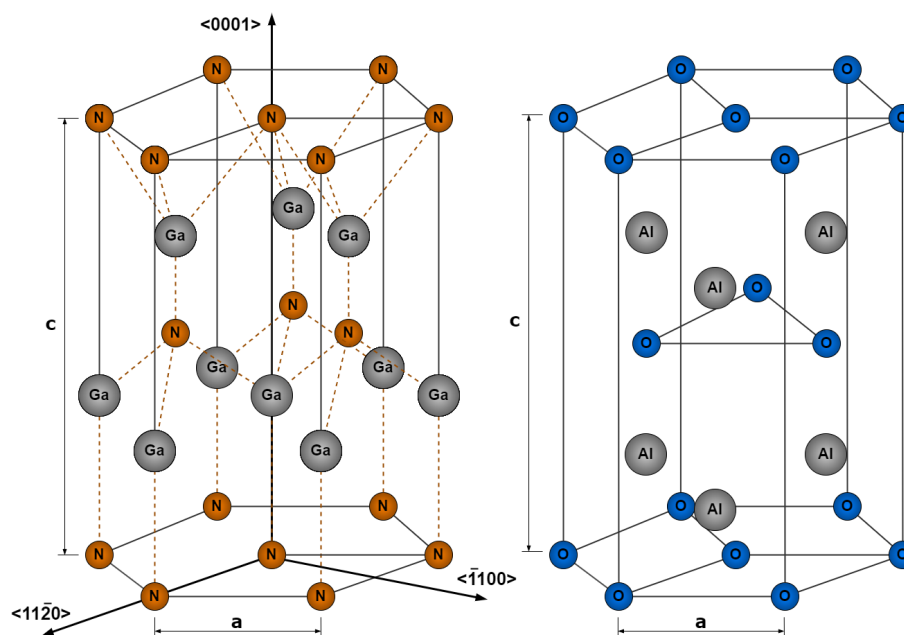 <0001>
N N
N N N
N N
Ga
Ga Ga
N
c
N N
Ga Ga
Ga Ga Ga
Ga Ga
N N
N N N
<1̄100>
N N
<112̄0>
a
O O
O O O
O O
Al Al
Al O
c
O O
Al Al
O Al O
O O O
O O
a